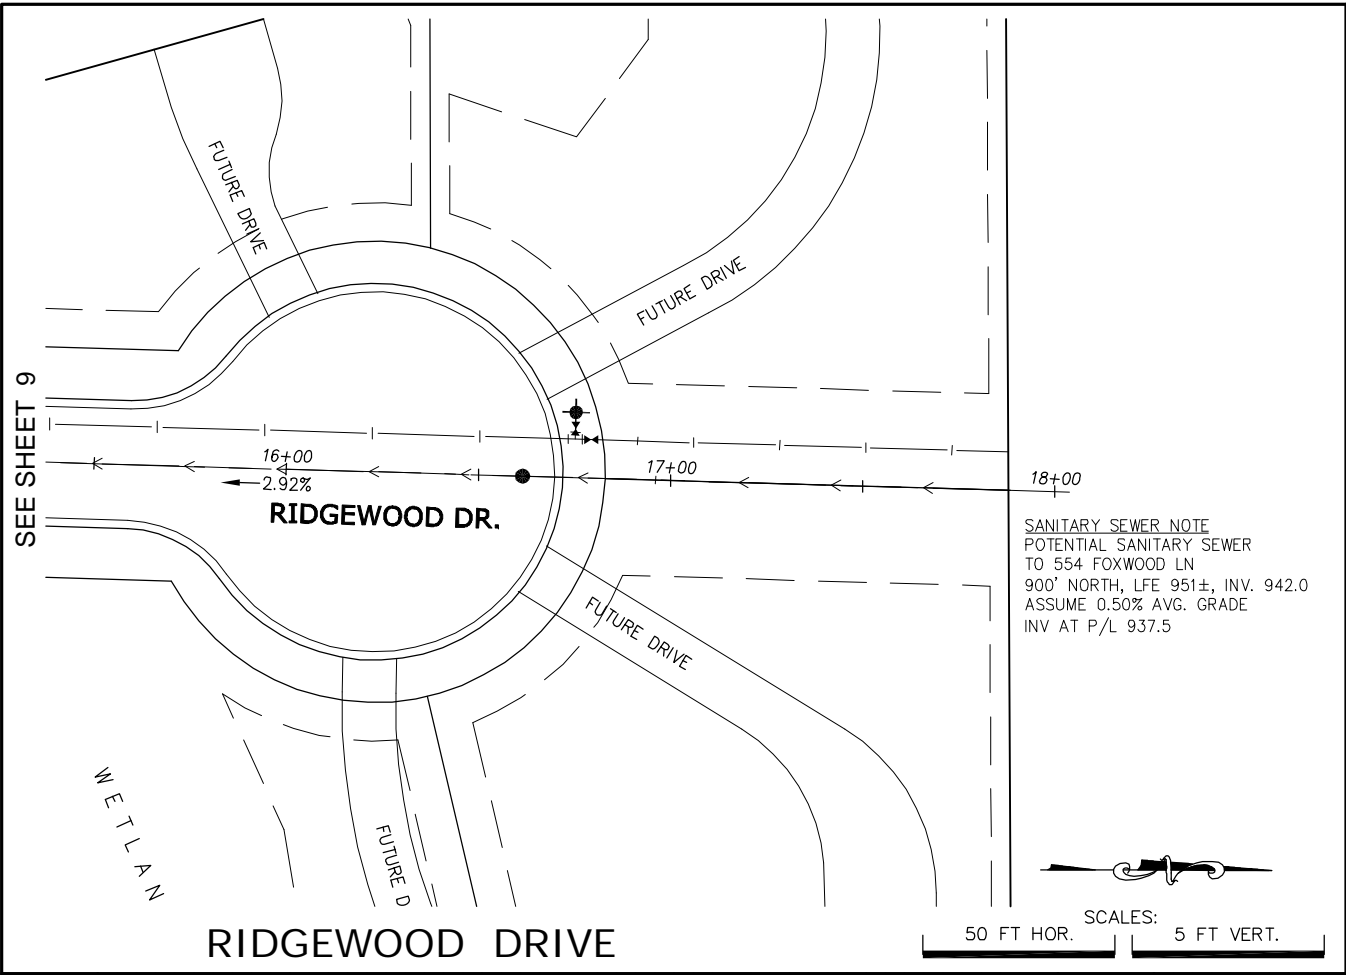 FUTURE DRIVE
FUTURE DRIVE
SEE SHEET 9
16+00
17+00
18+00
2.92%
RIDGEWOOD DR.
SANITARY SEWER NOTE
POTENTIAL SANITARY SEWER
TO 554 FOXWOOD LN
900' NORTH, LFE 951±, INV. 942.0
ASSUME 0.50% AVG. GRADE
INV AT P/L 937.5
FUTURE DRIVE
WETLAN
FUTURE D
RIDGEWOOD DRIVE
SCALES:
50 FT HOR.
5 FT VERT.